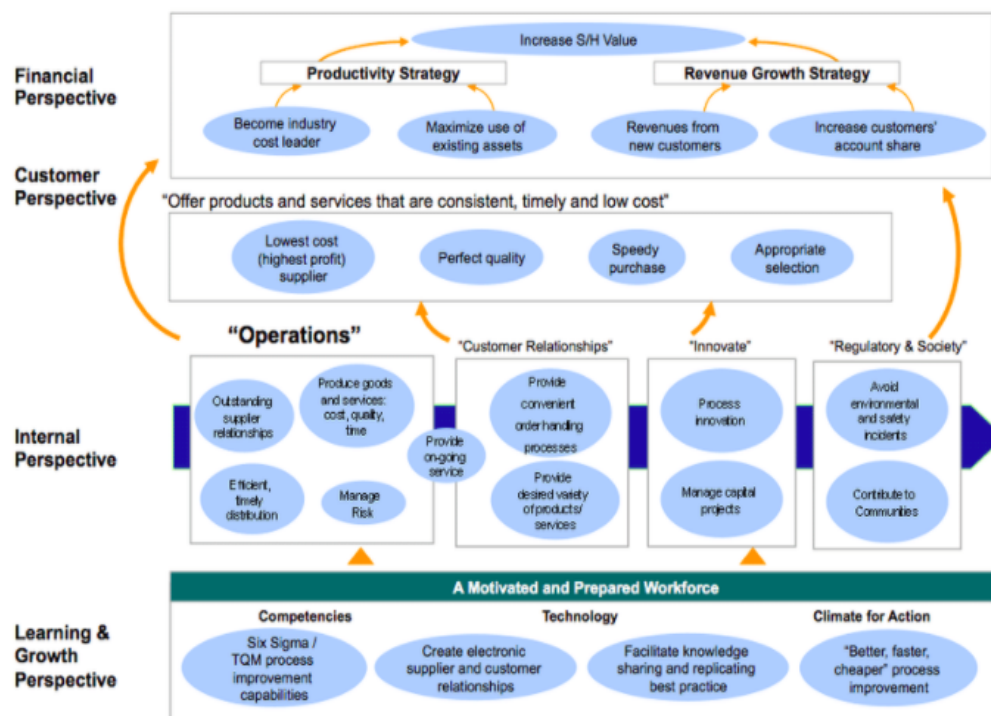 Financial
Perspective
Increase S/H Value
Productivity Strategy
Revenue Growth Strategy
Become industry
cost leader
Maximize use of
existing assets
Revenues from
new customers
Increase customers'
account share
Customer
Perspective
"Offer products and services that are consistent, timely and low cost"
Lowest cost
(highest profit)
supplier
Perfect quality
Speedy
purchase
Appropriate
selection
Internal
Perspective
"Operations"
Outstanding
supplier
relationships
Produce goods
and services:
cost, quality,
time
Efficient,
timely
distribution
Manage
Risk
Provide
on-going
service
"Customer Relationships"
Provide
convenient
order handling
processes
Provide
desired variety
of products/
services
"Innovate"
Process
innovation
Manage capital
projects
"Regulatory & Society"
Avoid
environmental
and safety
incidents
Contribute to
Communities
Learning &
Growth
Perspective
A Motivated and Prepared Workforce
Competencies
Technology
Climate for Action
Six Sigma /
TQM process
improvement
capabilities
Create electronic
supplier and customer
relationships
Facilitate knowledge
sharing and replicating
best practice
"Better, faster,
cheaper" process
improvement